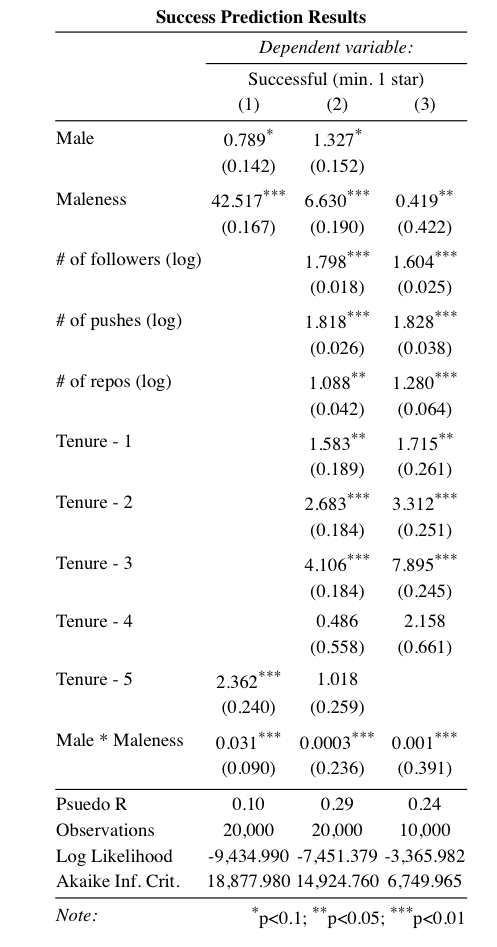 Success Prediction Results
Dependent variable:
Successful (min. 1 star)
(1) (2) (3)
Male 0.789* 1.327*
(0.142) (0.152)
Maleness 42.517*** 6.630*** 0.419**
(0.167) (0.190) (0.422)
# of followers (log) 1.798*** 1.604***
(0.018) (0.025)
# of pushes (log) 1.818*** 1.828***
(0.026) (0.038)
# of repos (log) 1.088** 1.280***
(0.042) (0.064)
Tenure - 1 1.583** 1.715**
(0.189) (0.261)
Tenure - 2 2.683*** 3.312***
(0.184) (0.251)
Tenure - 3 4.106*** 7.895***
(0.184) (0.245)
Tenure - 4 0.486 2.158
(0.558) (0.661)
Tenure - 5 2.362*** 1.018
(0.240) (0.259)
Male * Maleness 0.031*** 0.0003*** 0.001***
(0.090) (0.236) (0.391)
Psuedo R 0.10 0.29 0.24
Observations 20,000 20,000 10,000
Log Likelihood -9,434.990 -7,451.379 -3,365.982
Akaike Inf. Crit. 18,877.980 14,924.760 6,749.965
Note: *p<0.1; **p<0.05; ***p<0.01